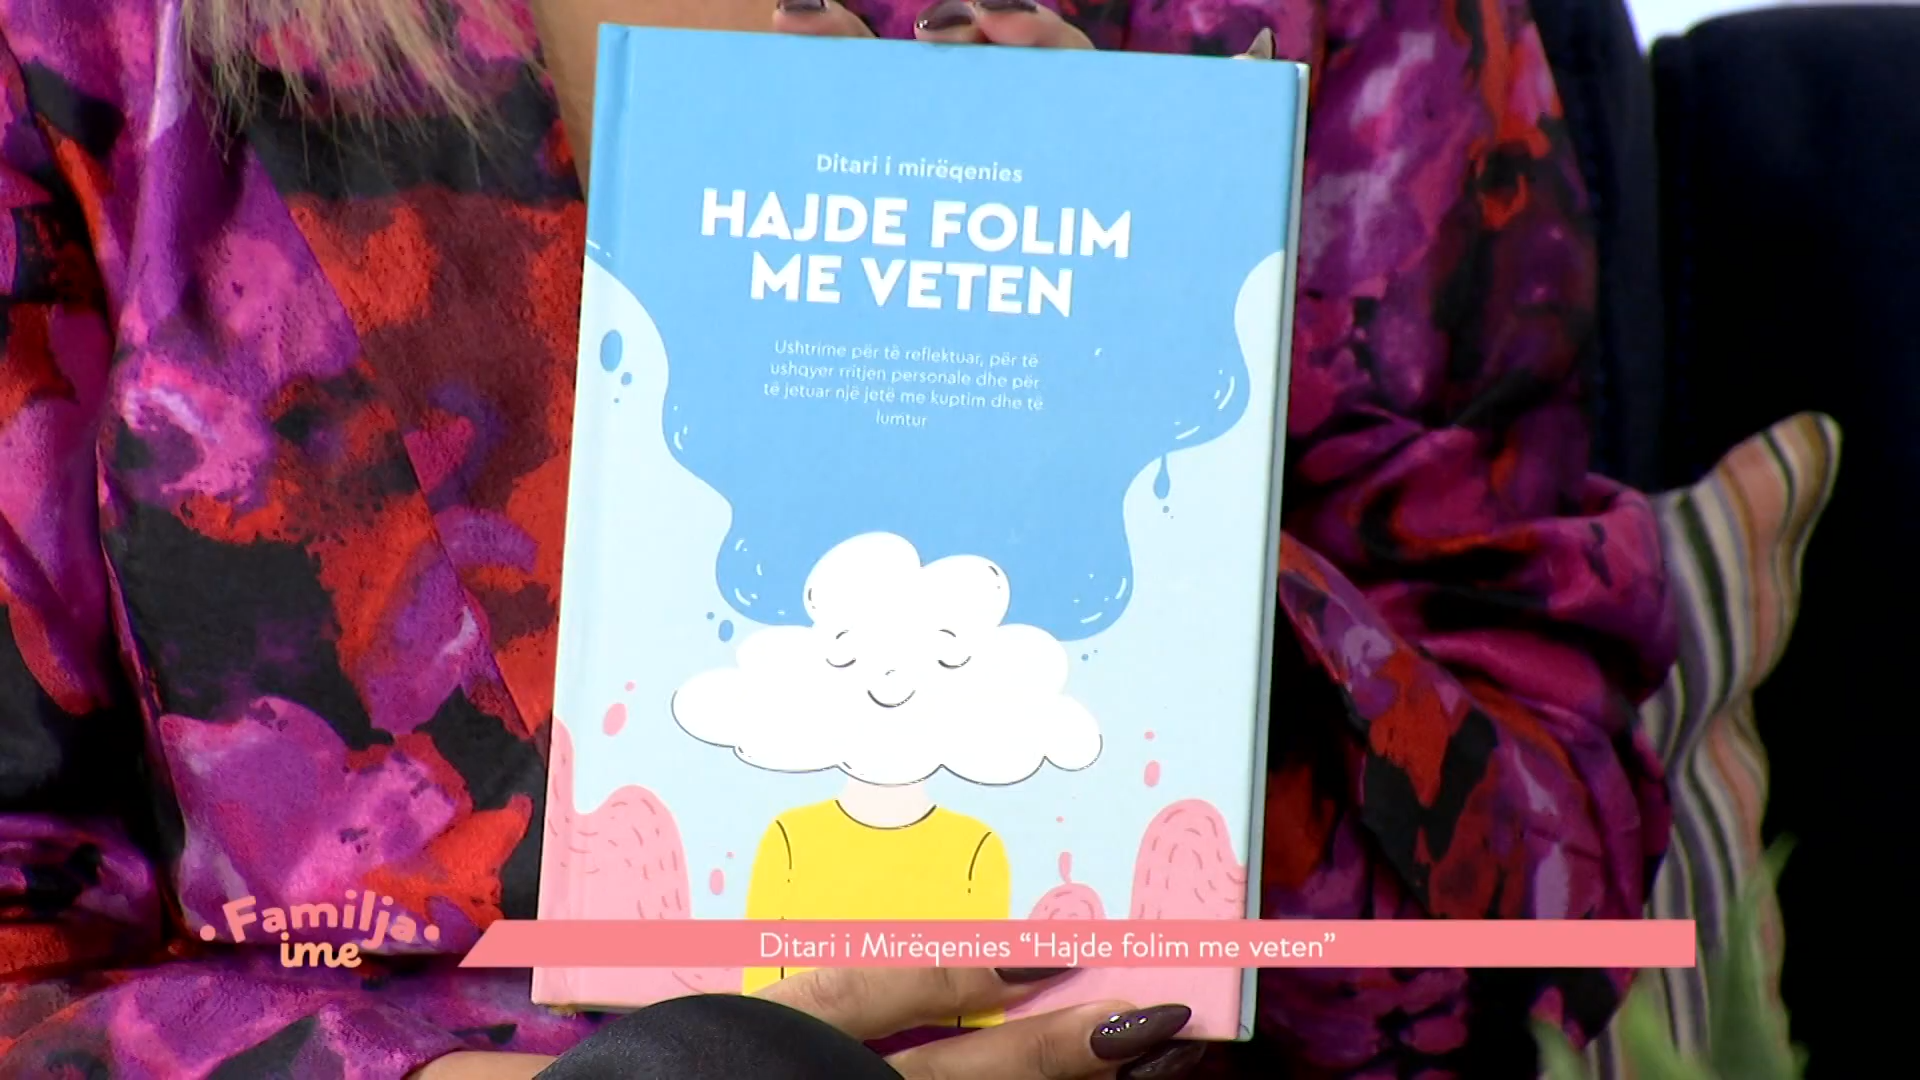 Ditari i mirëqenies
HAJDE FOLIM
ME VETEN
Ushtrime për të reflektuar, për të
ushqyer rritjen personale dhe për
të jetuar një jetë me kuptim dhe të
lumtur
Familja
ime
Ditari i Mirëqenies “Hajde folim me veten”